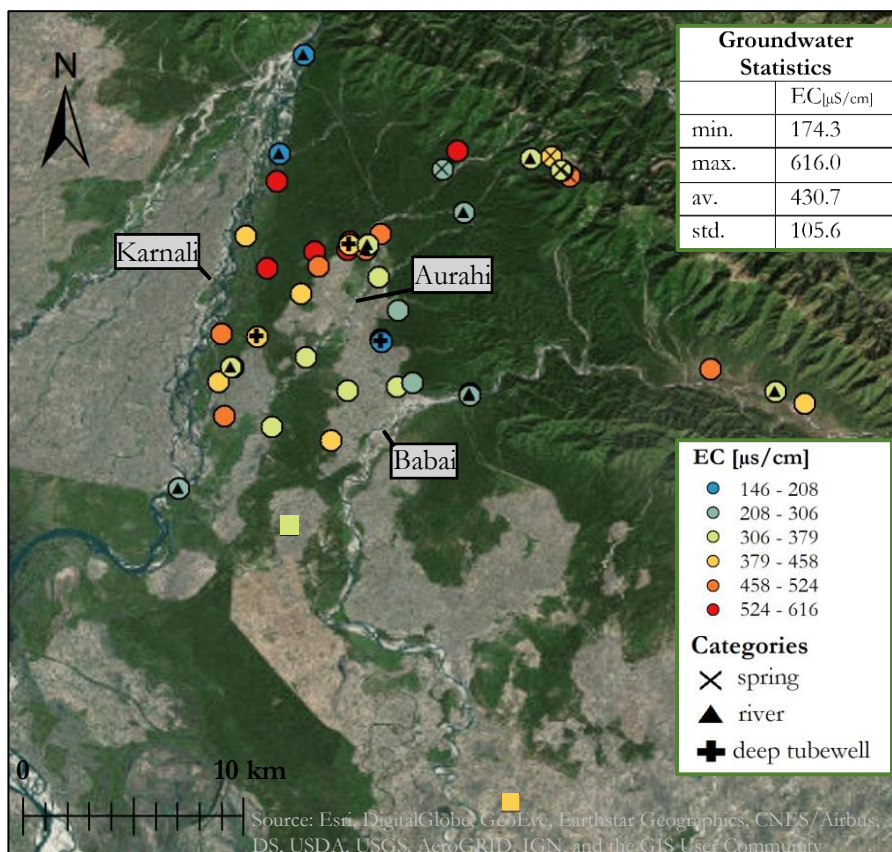 N
Groundwater
Statistics
EC[µS/cm]
min. 174.3
max. 616.0
av. 430.7
std. 105.6
Karnali
Aurahi
Babai
EC [µs/cm]
146 - 208
208 - 306
306 - 379
379 - 458
458 - 524
524 - 616
Categories
spring
river
deep tubewell
0 10 km
Source: Esri, DigitalGlobe, GeoEye, Earthstar Geographics, CNES/Airbus,
DS, USDA, USGS, AeroGRID, IGN, and the GIS User Community